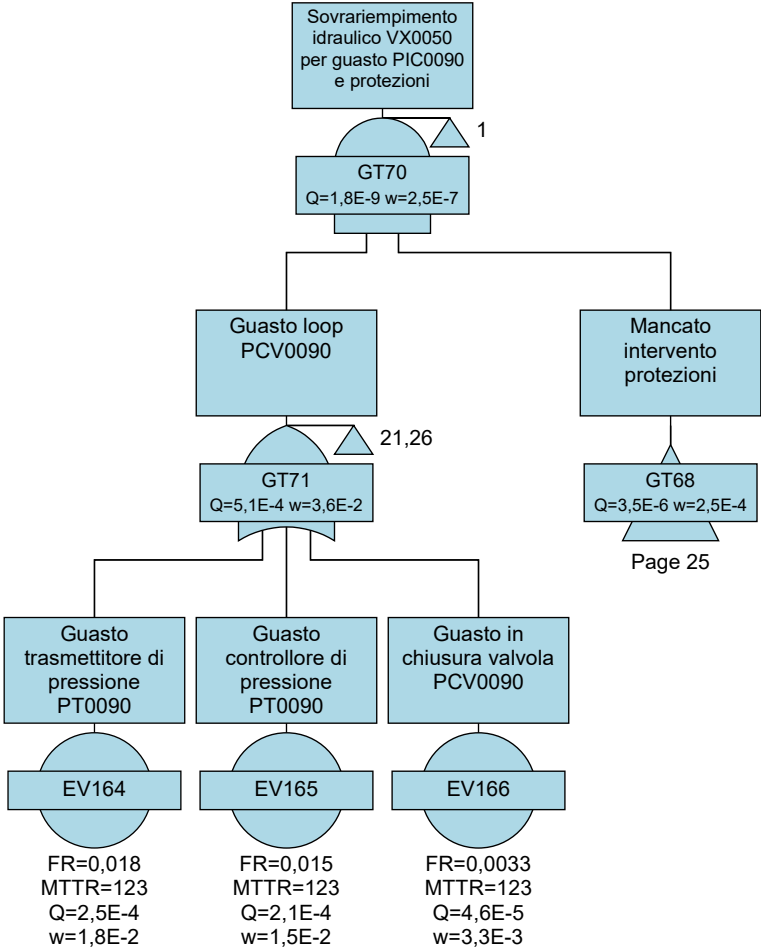 Sovrariempimento
idraulico VX0050
per guasto PIC0090
e protezioni
1
GT70
Q=1,8E-9 w=2,5E-7
Guasto loop
PCV0090
Mancato
intervento
protezioni
21,26
GT71
Q=5,1E-4 w=3,6E-2
GT68
Q=3,5E-6 w=2,5E-4
Page 25
Guasto
trasmettitore di
pressione
PT0090
Guasto
controllore di
pressione
PT0090
Guasto in
chiusura valvola
PCV0090
EV164
EV165
EV166
FR=0,018
MTTR=123
Q=2,5E-4
w=1,8E-2
FR=0,015
MTTR=123
Q=2,1E-4
w=1,5E-2
FR=0,0033
MTTR=123
Q=4,6E-5
w=3,3E-3